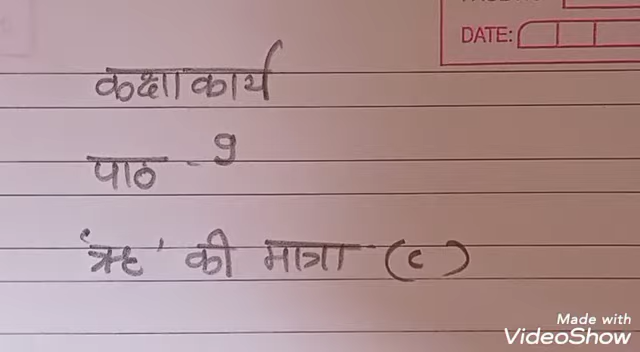 DATE:
कक्षा कार्य
पाठ - 9
'ऋ' की मात्रा (ृ)
Made with
VideoShow